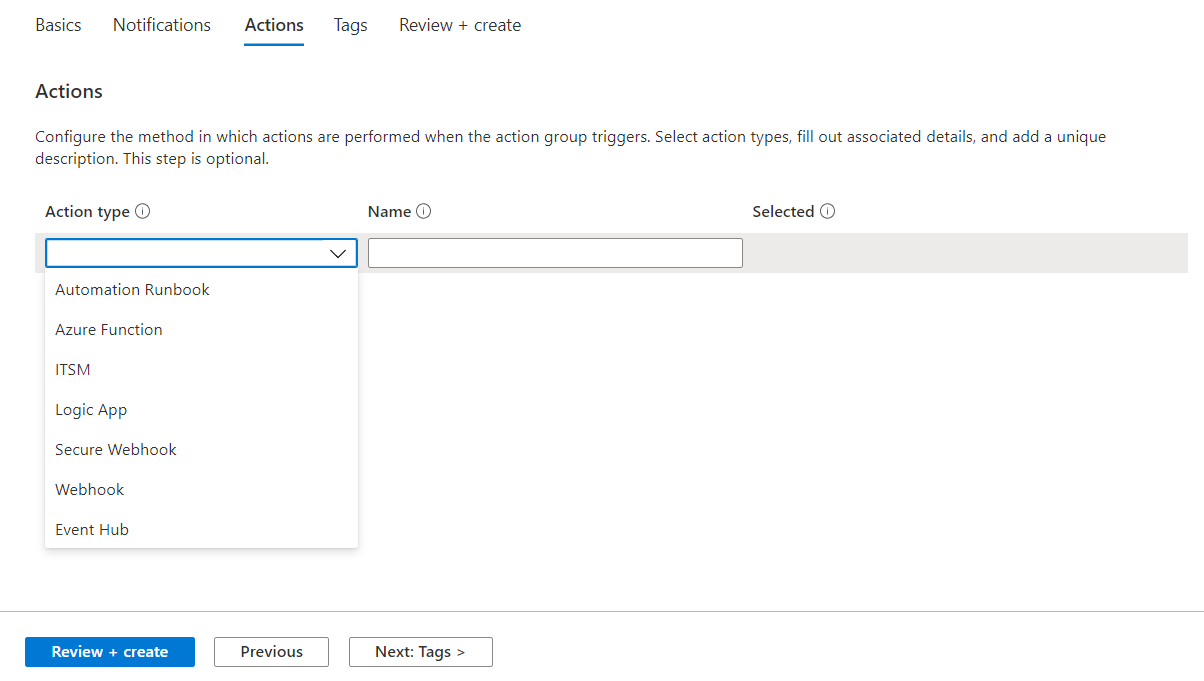 Basics Notifications Actions Tags Review + create
Actions
Configure the method in which actions are performed when the action group triggers. Select action types, fill out associated details, and add a unique
description. This step is optional.
Action type Name Selected
Automation Runbook
Azure Function
ITSM
Logic App
Secure Webhook
Webhook
Event Hub
Review + create Previous Next: Tags >